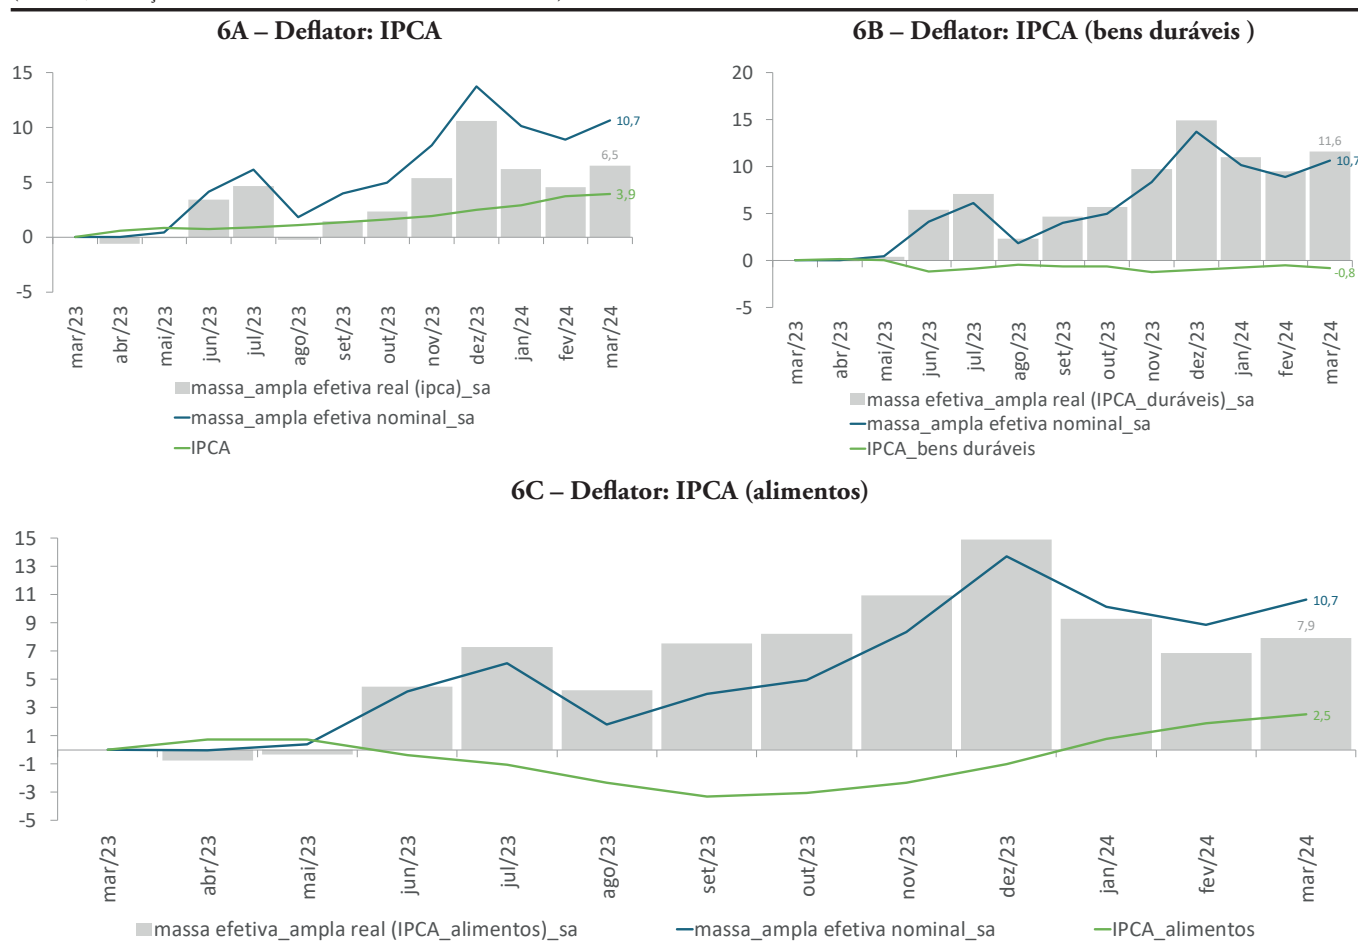 6A – Deflator: IPCA
15
10
5
0
-5
10,7
6,5
3,9
mar/23
abr/23
mai/23
jun/23
jul/23
ago/23
set/23
out/23
nov/23
dez/23
jan/24
fev/24
mar/24
massa_ampla efetiva real (ipca)_sa
massa_ampla efetiva nominal_sa
IPCA
6B – Deflator: IPCA (bens duráveis )
20
15
10
5
0
-5
11,6
10,7
-0,8
mar/23
abr/23
mai/23
jun/23
jul/23
ago/23
set/23
out/23
nov/23
dez/23
jan/24
fev/24
mar/24
massa efetiva_ampla real (IPCA_duráveis)_sa
massa_ampla efetiva nominal_sa
IPCA_bens duráveis
6C – Deflator: IPCA (alimentos)
15
13
11
9
7
5
3
1
-1
-3
-5
10,7
7,9
2,5
mar/23
abr/23
mai/23
jun/23
jul/23
ago/23
set/23
out/23
nov/23
dez/23
jan/24
fev/24
mar/24
massa efetiva_ampla real (IPCA_alimentos)_sa
massa_ampla efetiva nominal_sa
IPCA_alimentos